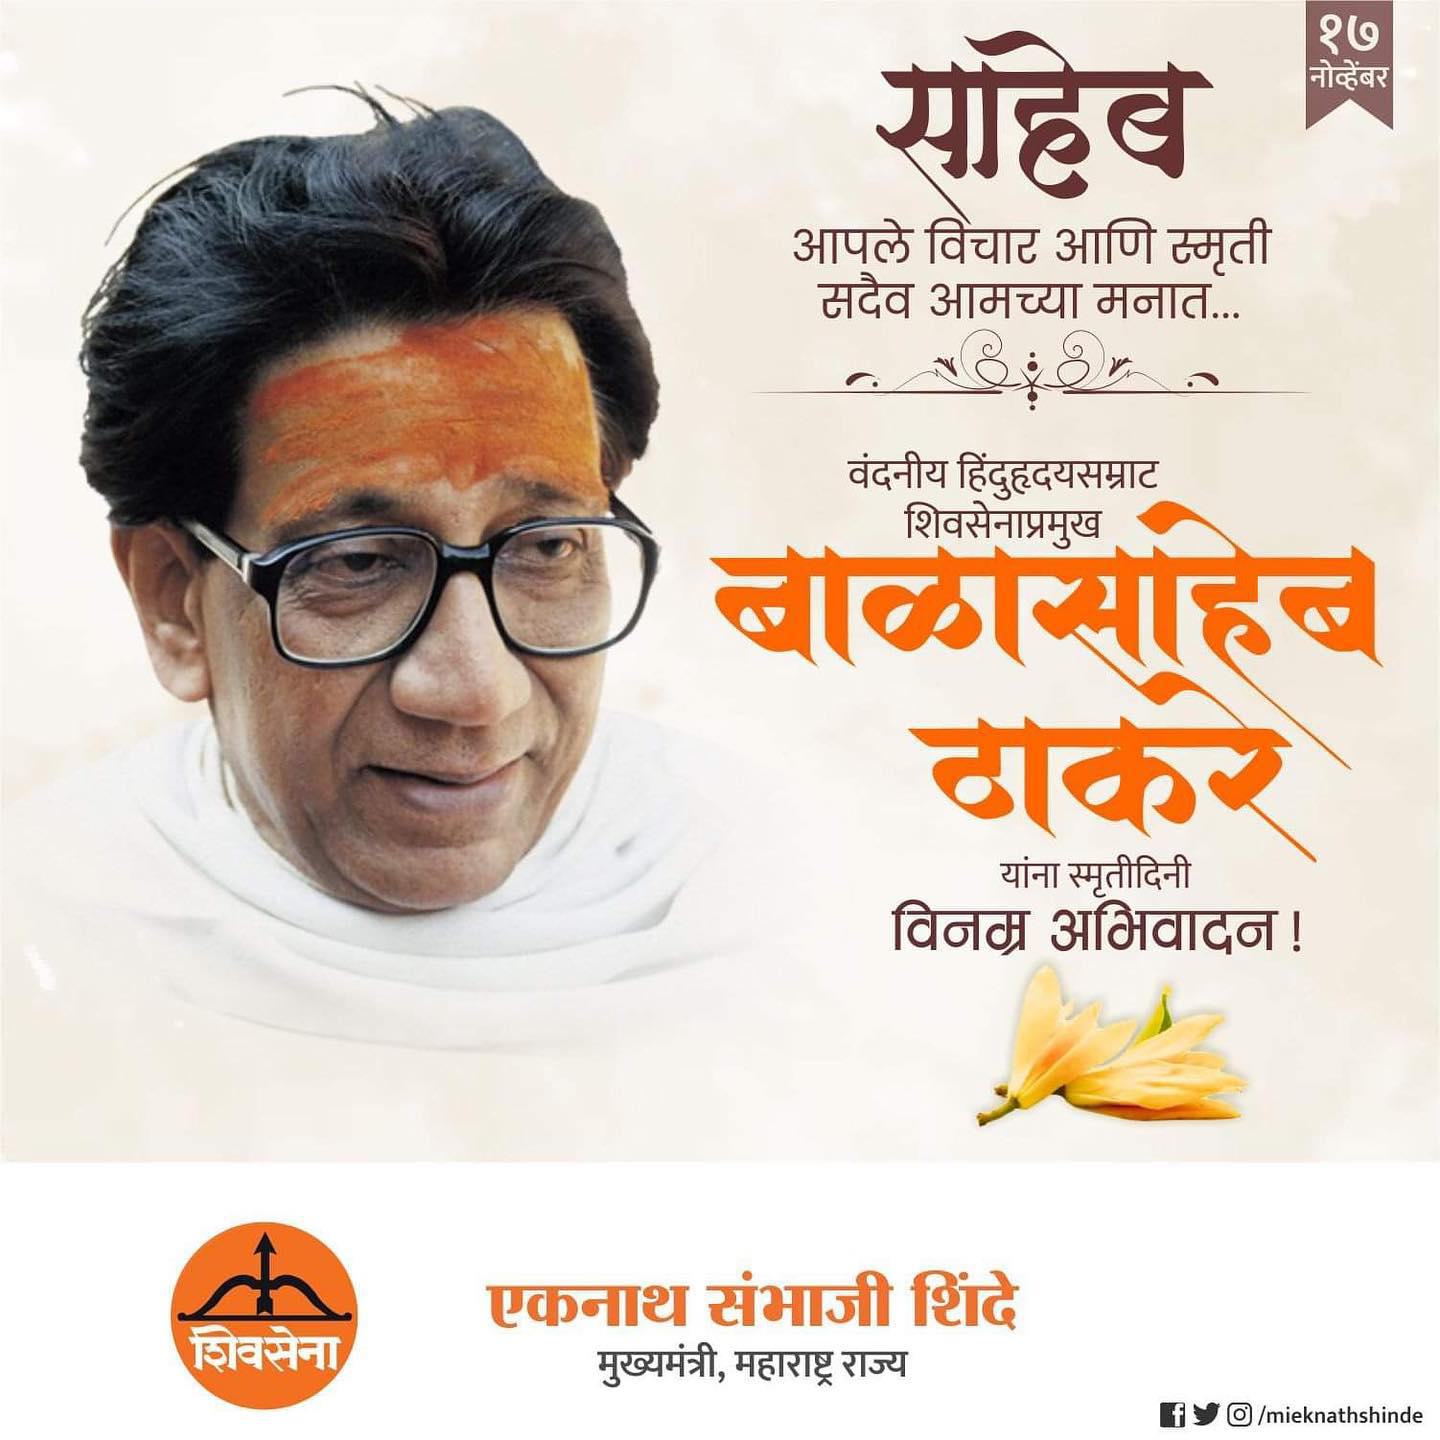 १७
नोव्हेंबर
साहेब
आपले विचार आणि स्मृती
सदैव आमच्या मनात...
वंदनीय हिंदुहृदयसम्राट
शिवसेनाप्रमुख
बाळासाहेब
ठाकरे
यांना स्मृतीदिनी
विनम्र अभिवादन !
शिवसेना
एकनाथ संभाजी शिंदे
मुख्यमंत्री, महाराष्ट्र राज्य
/mieknathshinde